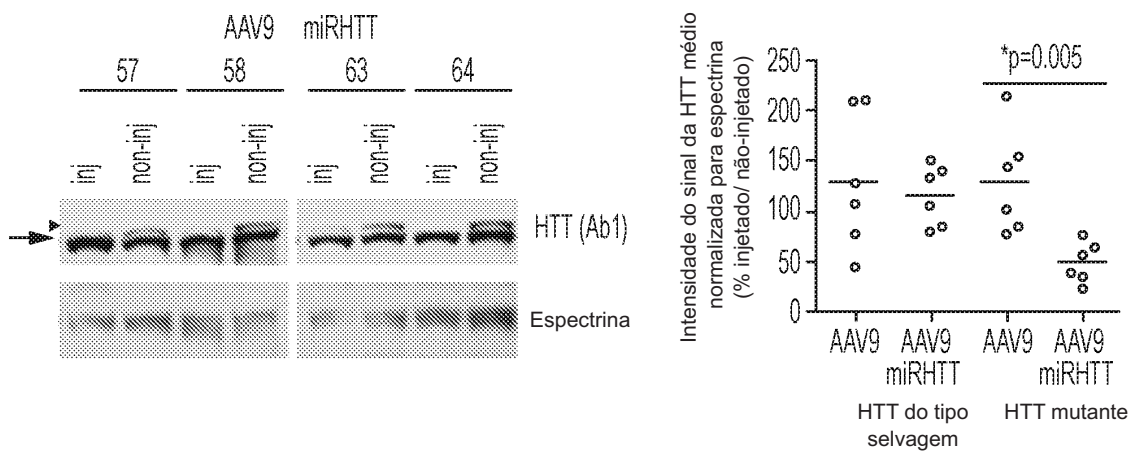 AAV9 miRHTT
57 58 63 64
inj non-inj inj non-inj inj non-inj inj non-inj
HTT (Ab1)
Espectrina
Intensidade do sinal da HTT médio
normalizada para espectrina
(% injetado/ não-injetado)
250
200
150
100
50
0
*p=0.005
AAV9 AAV9 AAV9 AAV9
miRHTT miRHTT
HTT do tipo HTT mutante
selvagem